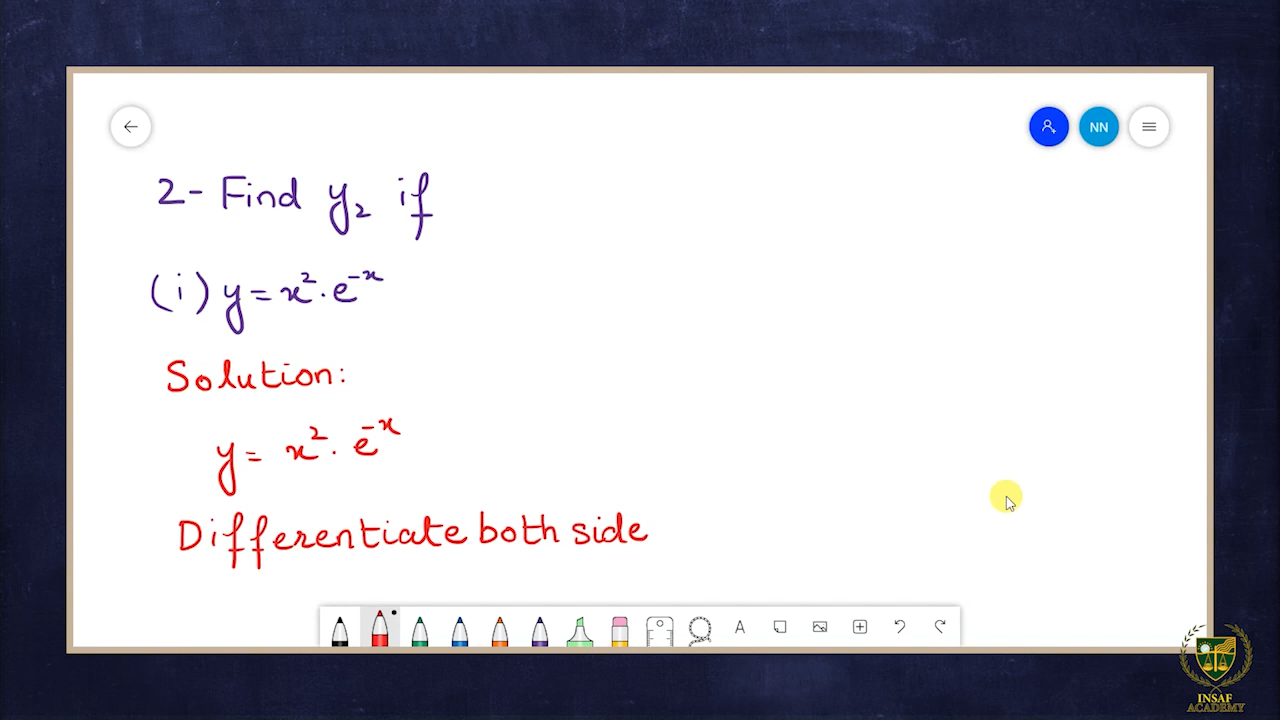 NN
2- Find y₂ if
(i) y = x² · e⁻ˣ
Solution:
y = x² · e⁻ˣ
Differentiate both side
A
INSAF
ACADEMY